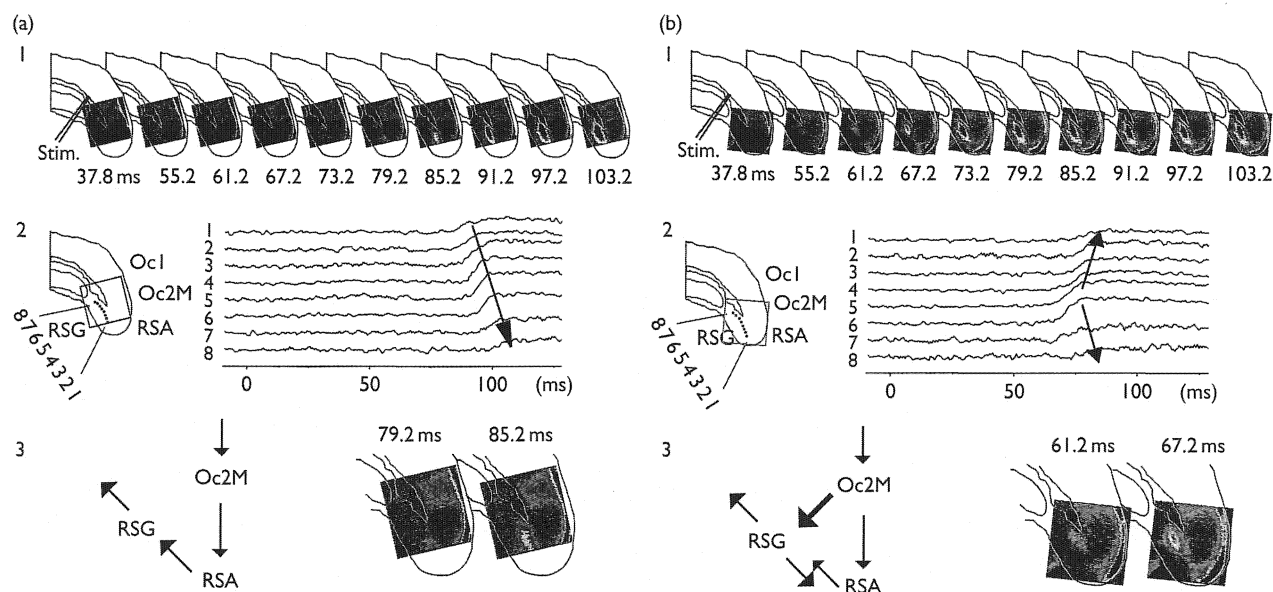 (a)
1
Stim.
37.8 ms 55.2 61.2 67.2 73.2 79.2 85.2 91.2 97.2 103.2
2
Oc1
Oc2M
RSG
RSA
87654321
1
2
3
4
5
6
7
8
0 50 100 (ms)
3
Oc2M
RSG
RSA
79.2 ms 85.2 ms
(b)
1
Stim.
37.8 ms 55.2 61.2 67.2 73.2 79.2 85.2 91.2 97.2 103.2
2
Oc1
Oc2M
RSG
RSA
87654321
1
2
3
4
5
6
7
8
0 50 100 (ms)
3
Oc2M
RSG
RSA
61.2 ms 67.2 ms